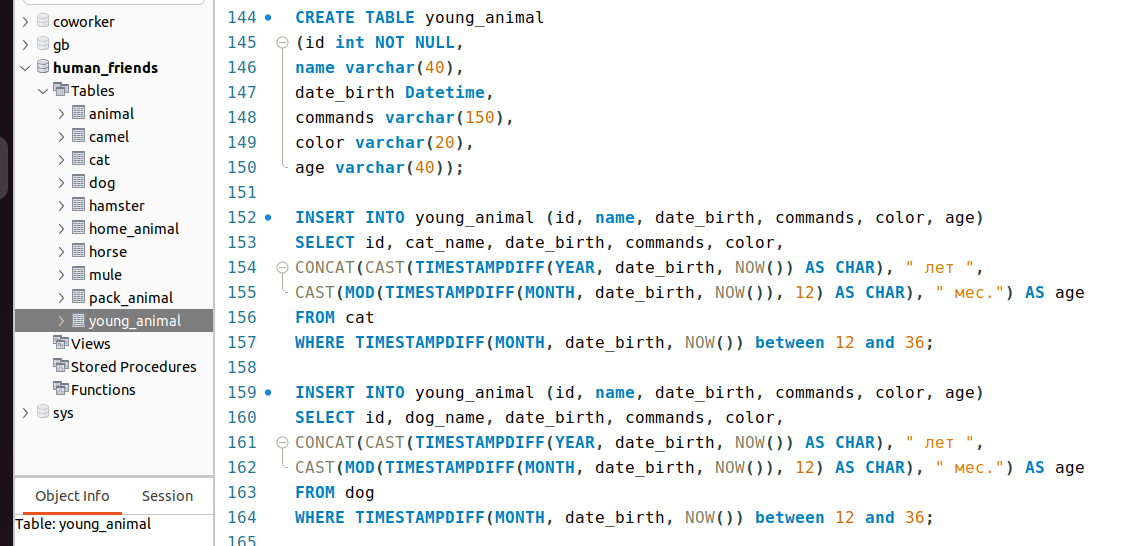 coworker
gb
human_friends
Tables
animal
camel
cat
dog
hamster
home_animal
horse
mule
pack_animal
young_animal
Views
Stored Procedures
Functions
sys
Object Info Session
Table: young_animal
144 CREATE TABLE young_animal
145 (id int NOT NULL,
146 name varchar(40),
147 date_birth Datetime,
148 commands varchar(150),
149 color varchar(20),
150 age varchar(40));
151
152 INSERT INTO young_animal (id, name, date_birth, commands, color, age)
153 SELECT id, cat_name, date_birth, commands, color,
154 CONCAT(CAST(TIMESTAMPDIFF(YEAR, date_birth, NOW()) AS CHAR), " лет ",
155 CAST(MOD(TIMESTAMPDIFF(MONTH, date_birth, NOW()), 12) AS CHAR), " мес.") AS age
156 FROM cat
157 WHERE TIMESTAMPDIFF(MONTH, date_birth, NOW()) between 12 and 36;
158
159 INSERT INTO young_animal (id, name, date_birth, commands, color, age)
160 SELECT id, dog_name, date_birth, commands, color,
161 CONCAT(CAST(TIMESTAMPDIFF(YEAR, date_birth, NOW()) AS CHAR), " лет ",
162 CAST(MOD(TIMESTAMPDIFF(MONTH, date_birth, NOW()), 12) AS CHAR), " мес.") AS age
163 FROM dog
164 WHERE TIMESTAMPDIFF(MONTH, date_birth, NOW()) between 12 and 36;
165